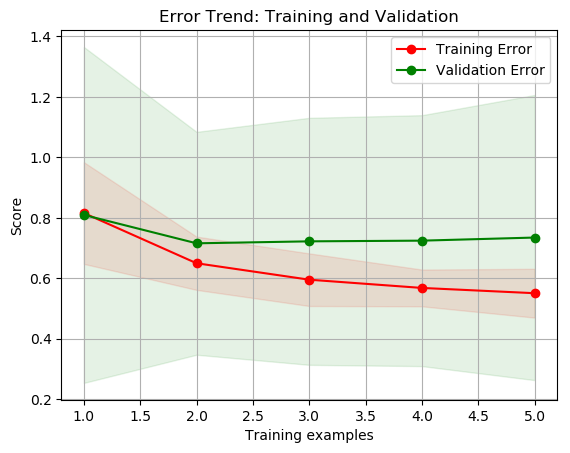 Error Trend: Training and Validation
Training Error
Validation Error
Score
1.4
1.2
1.0
0.8
0.6
0.4
0.2
1.0 1.5 2.0 2.5 3.0 3.5 4.0 4.5 5.0
Training examples